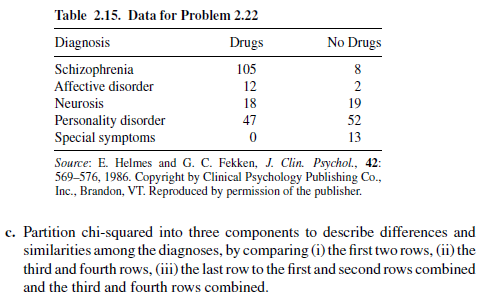 Table 2.15. Data for Problem 2.22
Diagnosis Drugs No Drugs
Schizophrenia 105 8
Affective disorder 12 2
Neurosis 18 19
Personality disorder 47 52
Special symptoms 0 13
Source: E. Helmes and G. C. Fekken, J. Clin. Psychol., 42:
569–576, 1986. Copyright by Clinical Psychology Publishing Co.,
Inc., Brandon, VT. Reproduced by permission of the publisher.
c. Partition chi-squared into three components to describe differences and
similarities among the diagnoses, by comparing (i) the first two rows, (ii) the
third and fourth rows, (iii) the last row to the first and second rows combined
and the third and fourth rows combined.